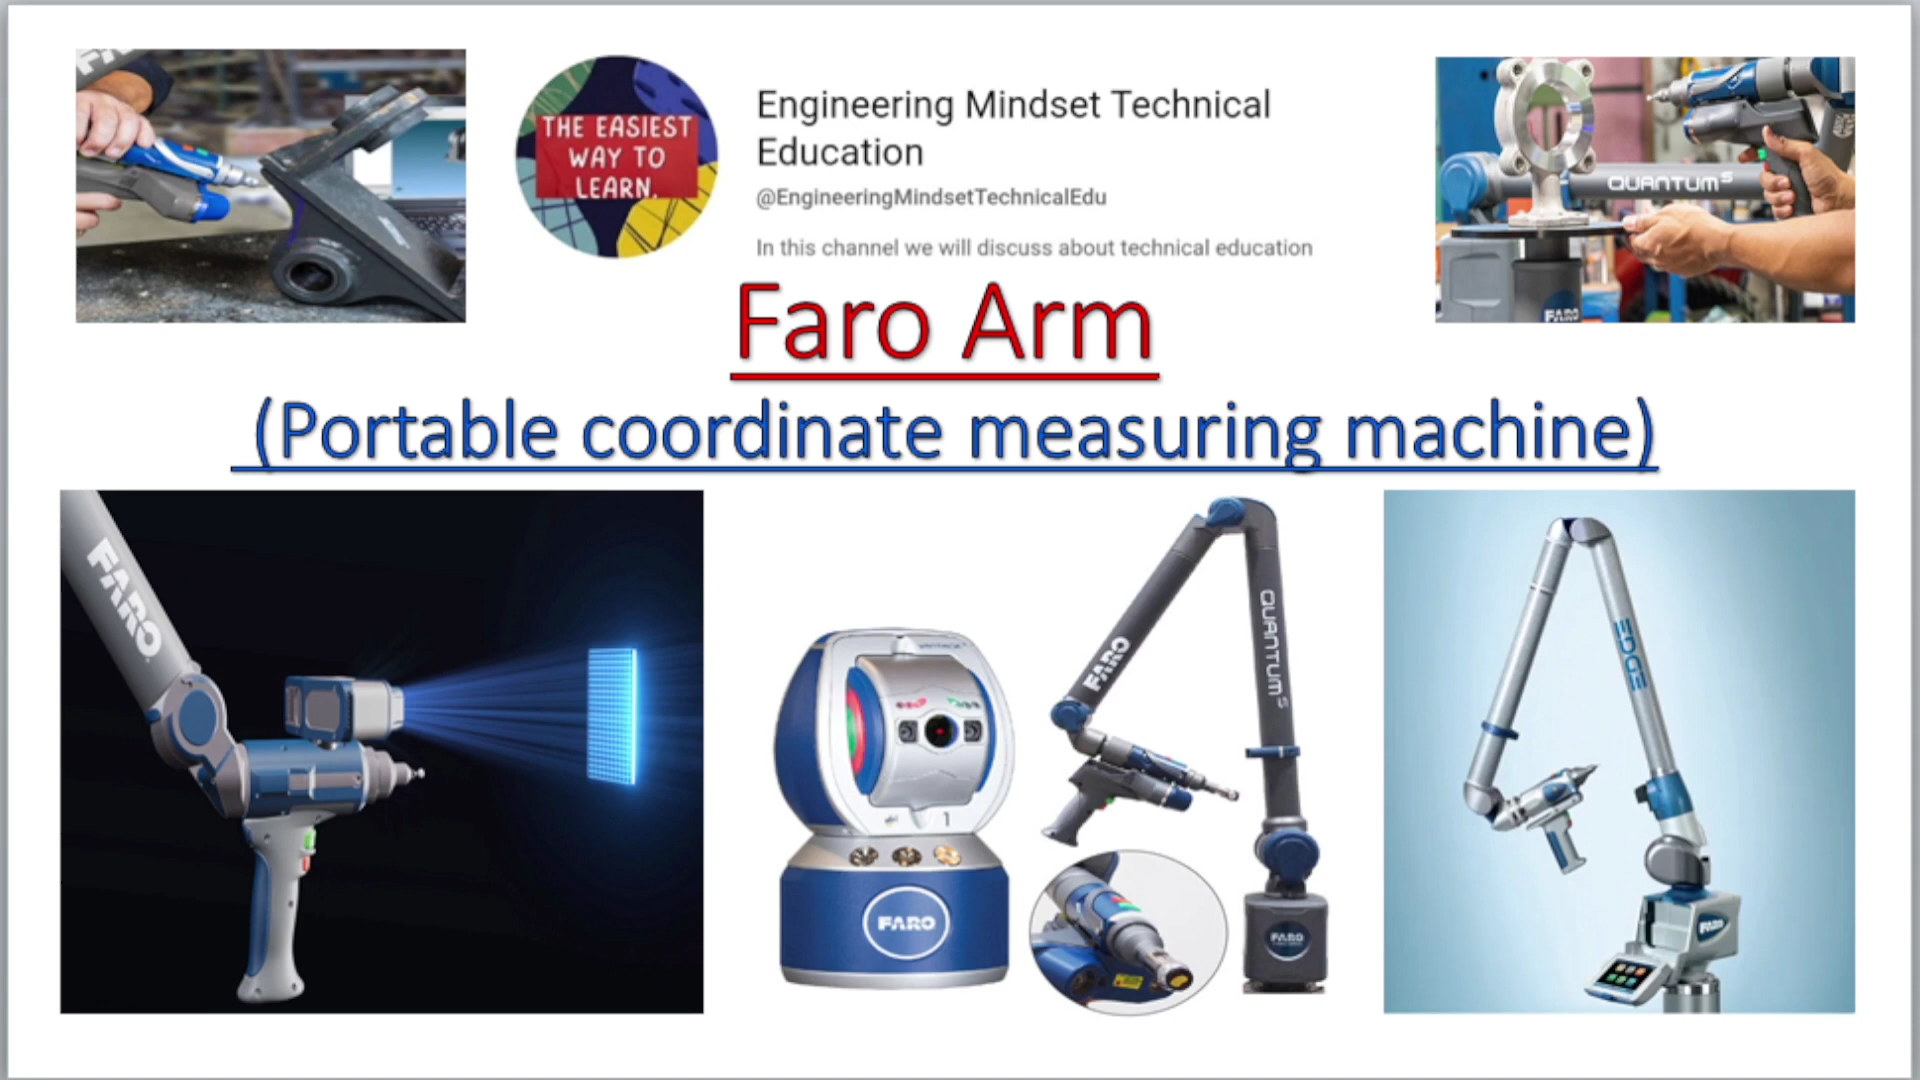 THE EASIEST
WAY TO
LEARN.
Engineering Mindset Technical
Education
@EngineeringMindsetTechnicalEdu
In this channel we will discuss about technical education
QUANTUM S
FARO
Faro Arm
(Portable coordinate measuring machine)
FARO
FARO
QUANTUM S
EDGE
1
FARO
FARO
FARO